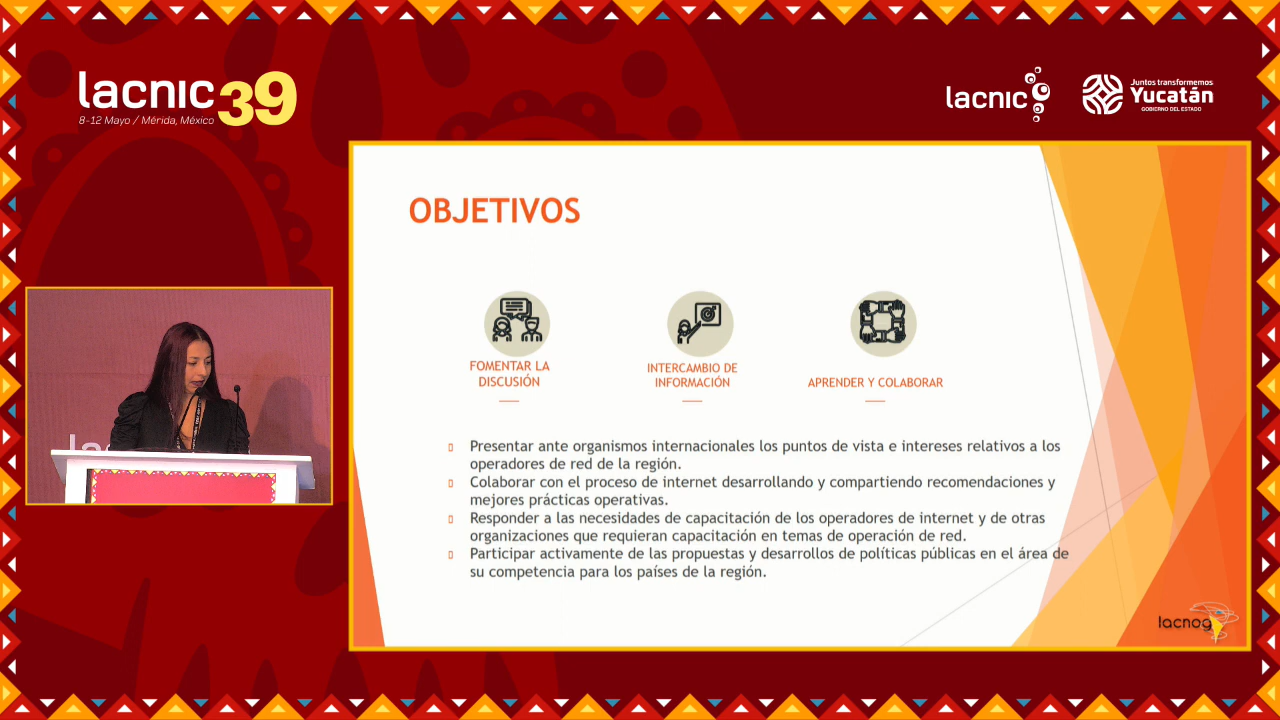 lacnic 39
8-12 Mayo / Mérida, México
lacnic
Juntos transformemos
Yucatán
GOBIERNO DEL ESTADO
OBJETIVOS
FOMENTAR LA
DISCUSIÓN
INTERCAMBIO DE
INFORMACIÓN
APRENDER Y COLABORAR
Presentar ante organismos internacionales los puntos de vista e intereses relativos a los
operadores de red de la región.
Colaborar con el proceso de internet desarrollando y compartiendo recomendaciones y
mejores prácticas operativas.
Responder a las necesidades de capacitación de los operadores de internet y de otras
organizaciones que requieran capacitación en temas de operación de red.
Participar activamente de las propuestas y desarrollos de políticas públicas en el área de
su competencia para los países de la región.
lacnog